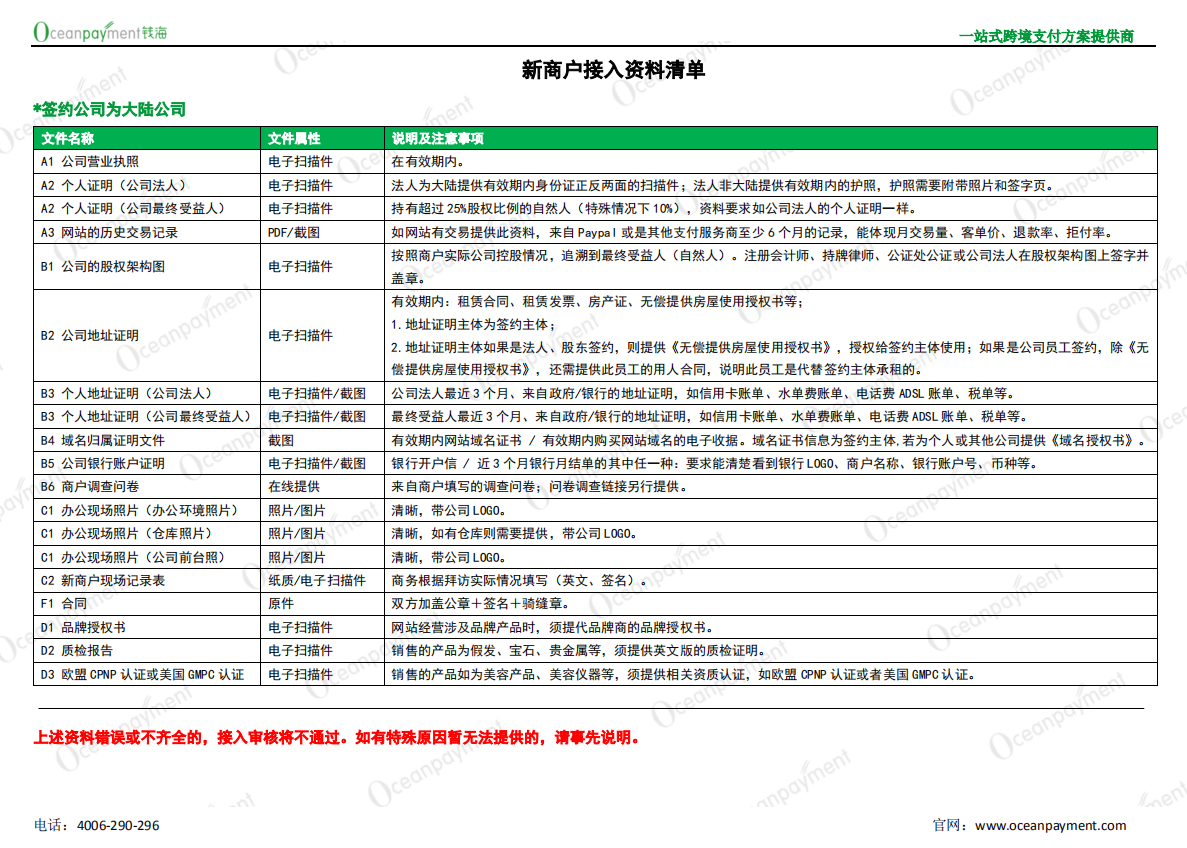 Oceanpayment钱海
一站式跨境支付方案提供商
新商户接入资料清单
*签约公司为大陆公司
文件名称 文件属性 说明及注意事项
A1 公司营业执照 电子扫描件 在有效期内。
A2 个人证明（公司法人） 电子扫描件 法人为大陆提供有效期内身份证正反两面的扫描件；法人非大陆提供有效期内的护照，护照需要附带照片和签字页。
A2 个人证明（公司最终受益人） 电子扫描件 持有超过25%股权比例的自然人（特殊情况下10%），资料要求如公司法人的个人证明一样。
A3 网站的历史交易记录 PDF/截图 如网站有交易提供此资料，来自Paypal或是其他支付服务商至少6个月的记录，能体现月交易量、客单价、退款率、拒付率。
B1 公司的股权架构图 电子扫描件 按照商户实际公司控股情况，追溯到最终受益人（自然人）。注册会计师、持牌律师、公证处公证或公司法人在股权架构图上签字并
盖章。
B2 公司地址证明 电子扫描件 有效期内：租赁合同、租赁发票、房产证、无偿提供房屋使用授权书等；
1.地址证明主体为签约主体；
2.地址证明主体如果是法人、股东签约，则提供《无偿提供房屋使用授权书》，授权给签约主体使用；如果是公司员工签约，除《无
偿提供房屋使用授权书》，还需提供此员工的用人合同，说明此员工是代替签约主体承租的。
B3 个人地址证明（公司法人） 电子扫描件/截图 公司法人最近3个月、来自政府/银行的地址证明，如信用卡账单、水单费账单、电话费ADSL账单、税单等。
B3 个人地址证明（公司最终受益人） 电子扫描件/截图 最终受益人最近3个月、来自政府/银行的地址证明，如信用卡账单、水单费账单、电话费ADSL账单、税单等。
B4 域名归属证明文件 截图 有效期内网站域名证书 / 有效期内购买网站域名的电子收据。域名证书信息为签约主体,若为个人或其他公司提供《域名授权书》。
B5 公司银行账户证明 电子扫描件/截图 银行开户信 / 近3个月银行月结单的其中任一种：要求能清楚看到银行LOGO、商户名称、银行账户号、币种等。
B6 商户调查问卷 在线提供 来自商户填写的调查问卷；问卷调查链接另行提供。
C1 办公现场照片（办公环境照片） 照片/图片 清晰，带公司LOGO。
C1 办公现场照片（仓库照片） 照片/图片 清晰，如有仓库则需要提供，带公司LOGO。
C1 办公现场照片（公司前台照） 照片/图片 清晰，带公司LOGO。
C2 新商户现场记录表 纸质/电子扫描件 商务根据拜访实际情况填写（英文、签名）。
F1 合同 原件 双方加盖公章＋签名＋骑缝章。
D1 品牌授权书 电子扫描件 网站经营涉及品牌产品时，须提代品牌商的品牌授权书。
D2 质检报告 电子扫描件 销售的产品为假发、宝石、贵金属等，须提供英文版的质检证明。
D3 欧盟CPNP认证或美国GMPC认证 电子扫描件 销售的产品如为美容产品、美容仪器等，须提供相关资质认证，如欧盟CPNP认证或者美国GMPC认证。
上述资料错误或不齐全的，接入审核将不通过。如有特殊原因暂无法提供的，请事先说明。
电话：4006-290-296
官网：www.oceanpayment.com